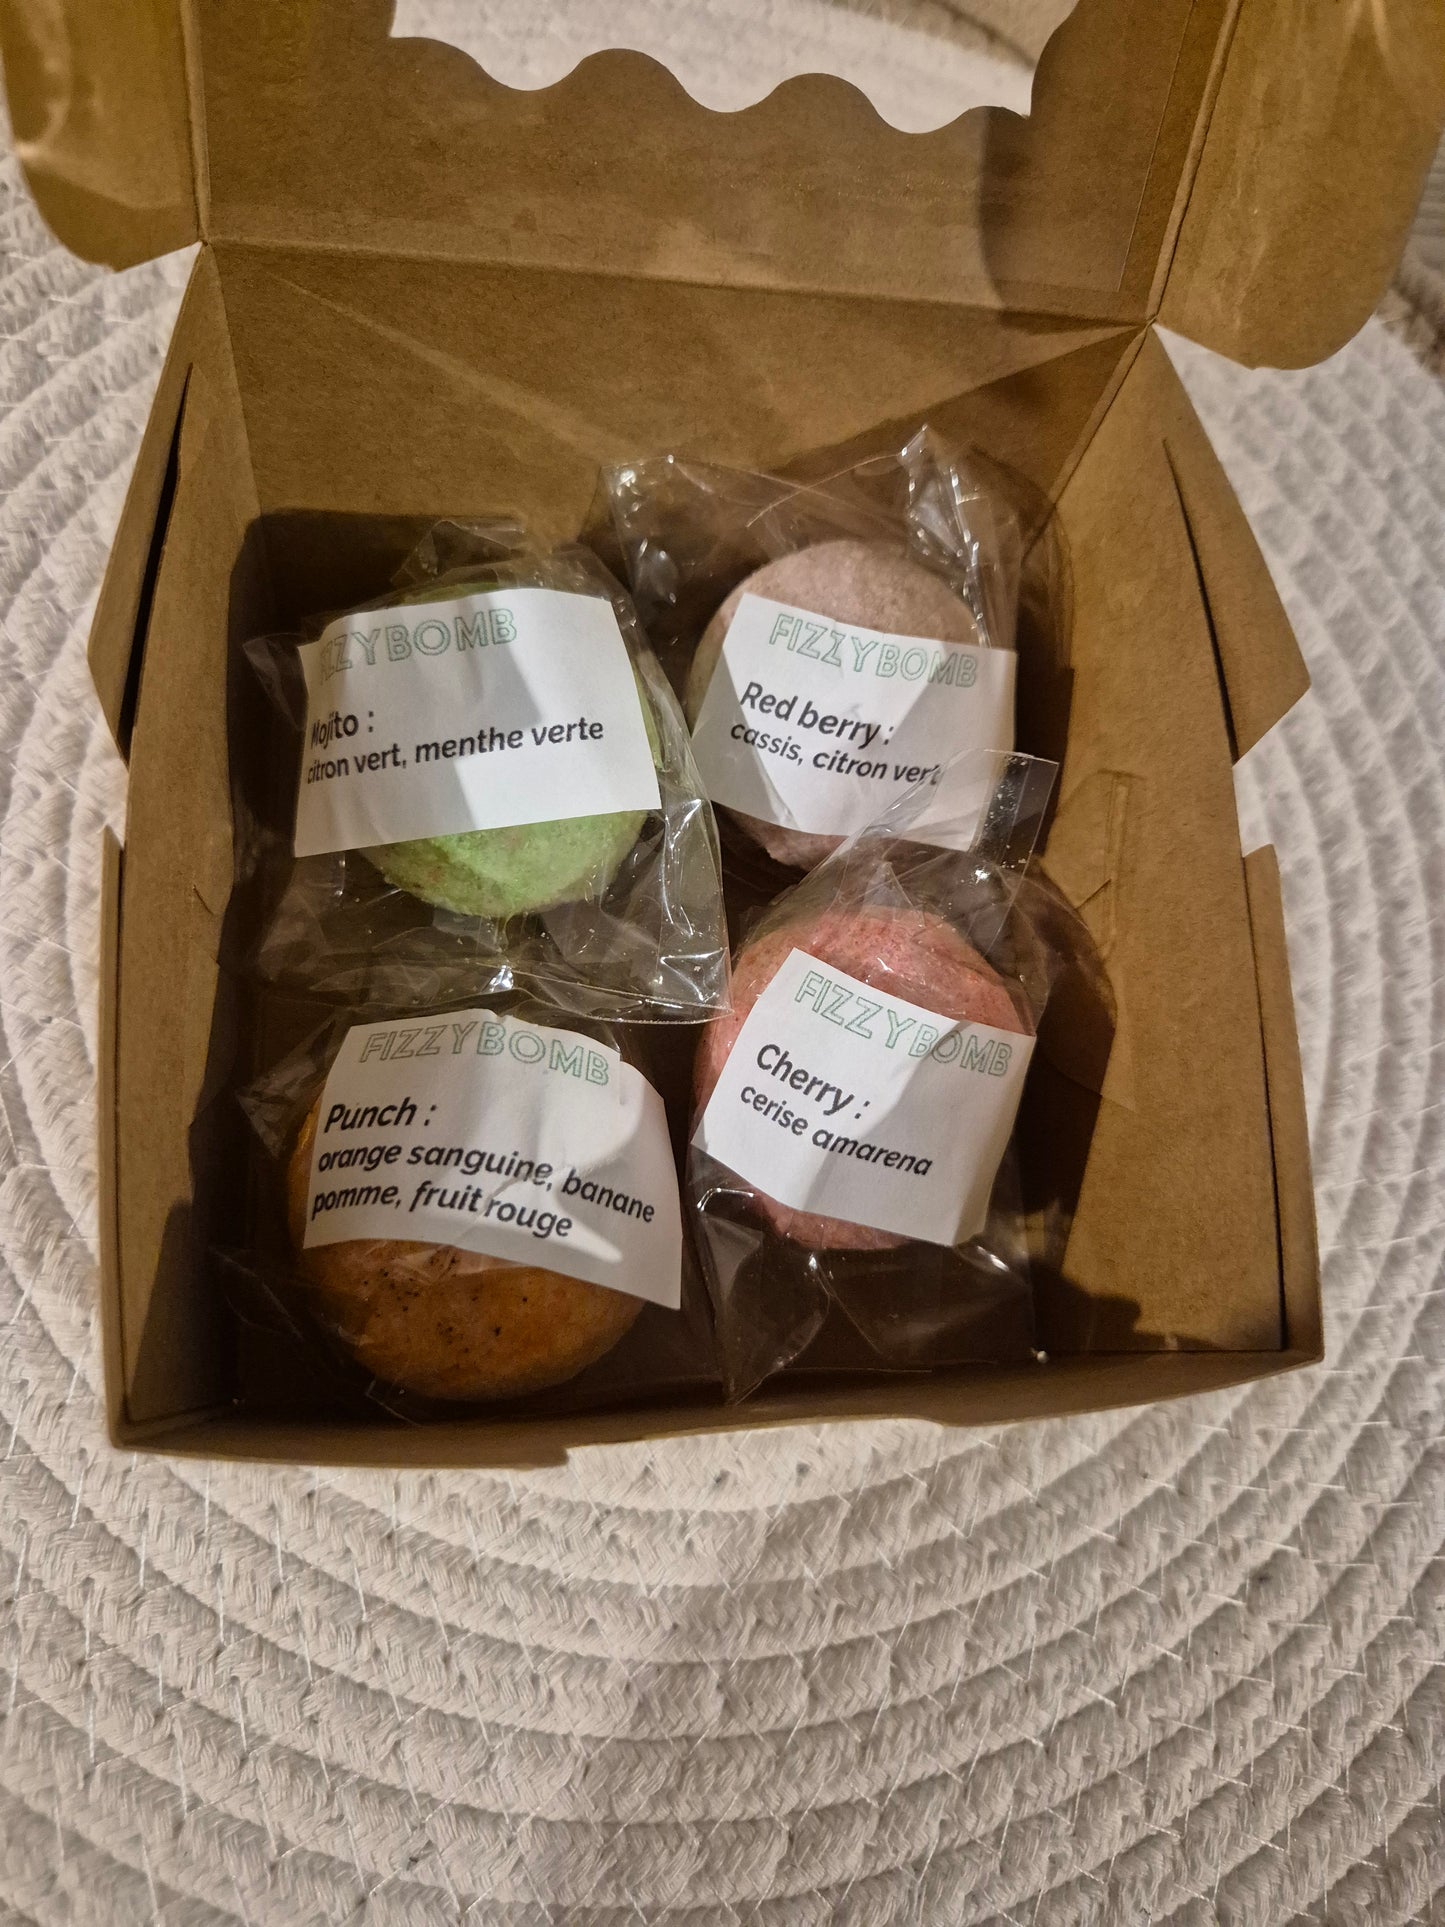 FIZZYBOMB
Mojito :
citron vert, menthe verte
FIZZYBOMB
Red berry :
cassis, citron vert
FIZZYBOMB
Punch :
orange sanguine, banane
pomme, fruit rouge
FIZZYBOMB
Cherry :
cerise amarena